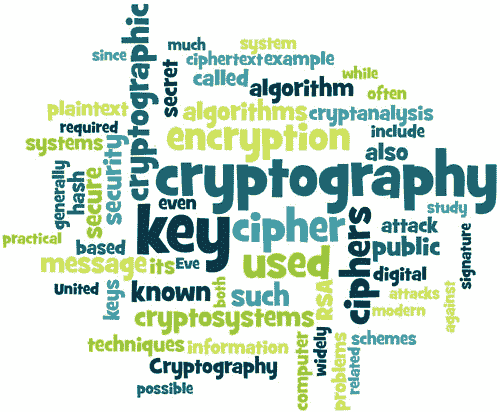 since
much
system
cryptographic
secret
ciphertext
example
while
called
algorithm
often
plaintext
algorithms
cryptanalysis
required
encryption
include
systems
security
also
generally
hash
secure
cryptography
even
study
key
cipher
ciphers
attack
public
signature
practical
based
used
digital
message
its
Eve
United
keys
known
both
such
RSA
attacks
against
modern
cryptosystems
techniques
information
computer
widely
problems
related
schemes
Cryptography
possible